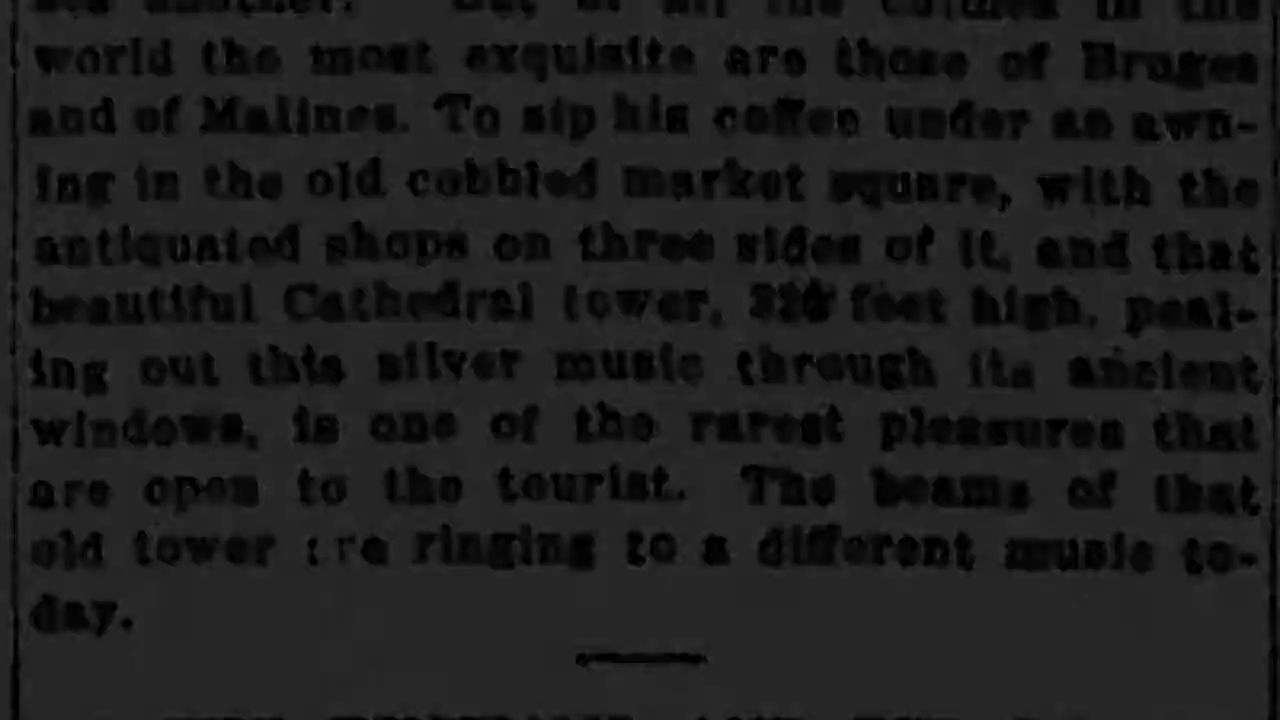 world the most exquisite are those of Bruges
and of Malines. To sip his coffee under an awn-
ing in the old cobbled market square, with the
antiquated shops on three sides of it, and that
beautiful Cathedral tower, feet high, peal-
ing out this silver music through its ancient
windows, is one of the rarest pleasures that
are open to the tourist. The beams of that
old tower are ringing to a different music to-
day.